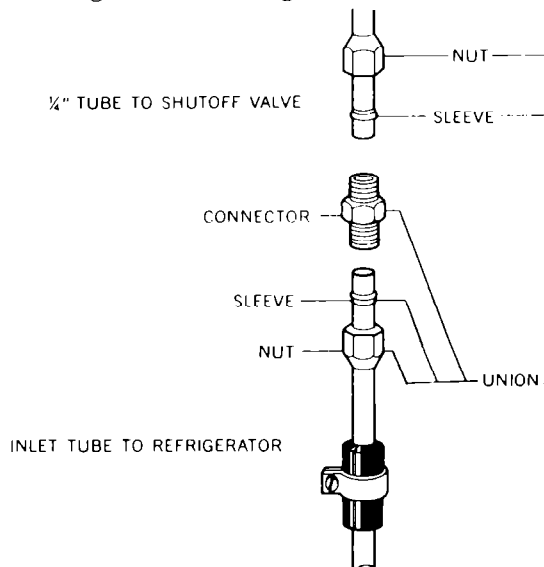 NUT
¼" TUBE TO SHUTOFF VALVE
SLEEVE
CONNECTOR
SLEEVE
NUT
UNION
INLET TUBE TO REFRIGERATOR